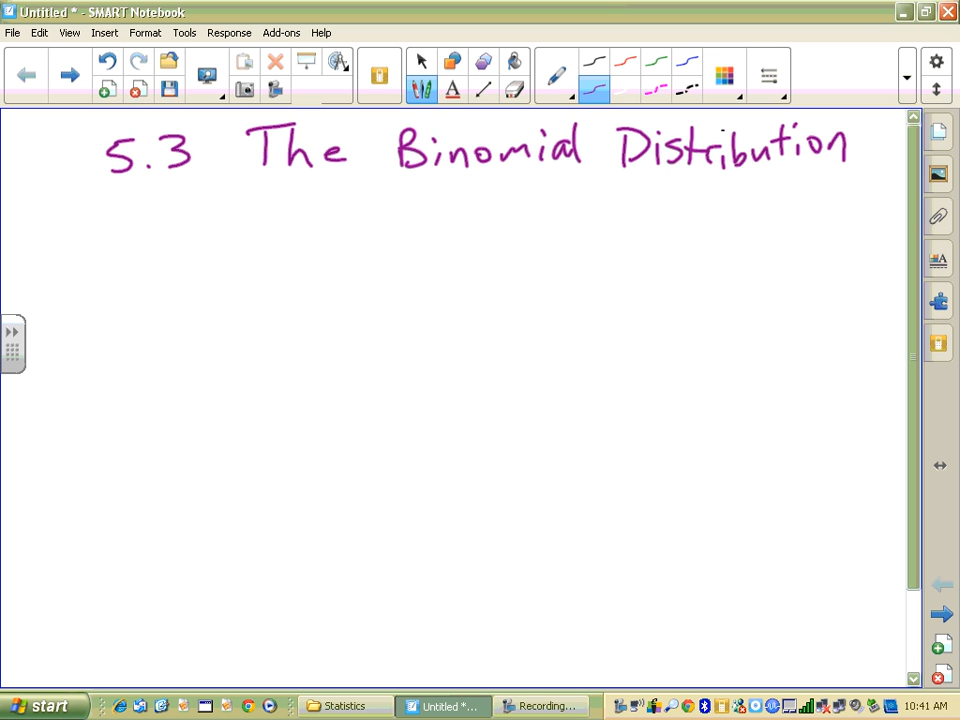 Untitled * - SMART Notebook
File Edit View Insert Format Tools Response Add-ons Help
5.3 The Binomial Distribution
start Statistics Untitled *... Recording... 10:41 AM